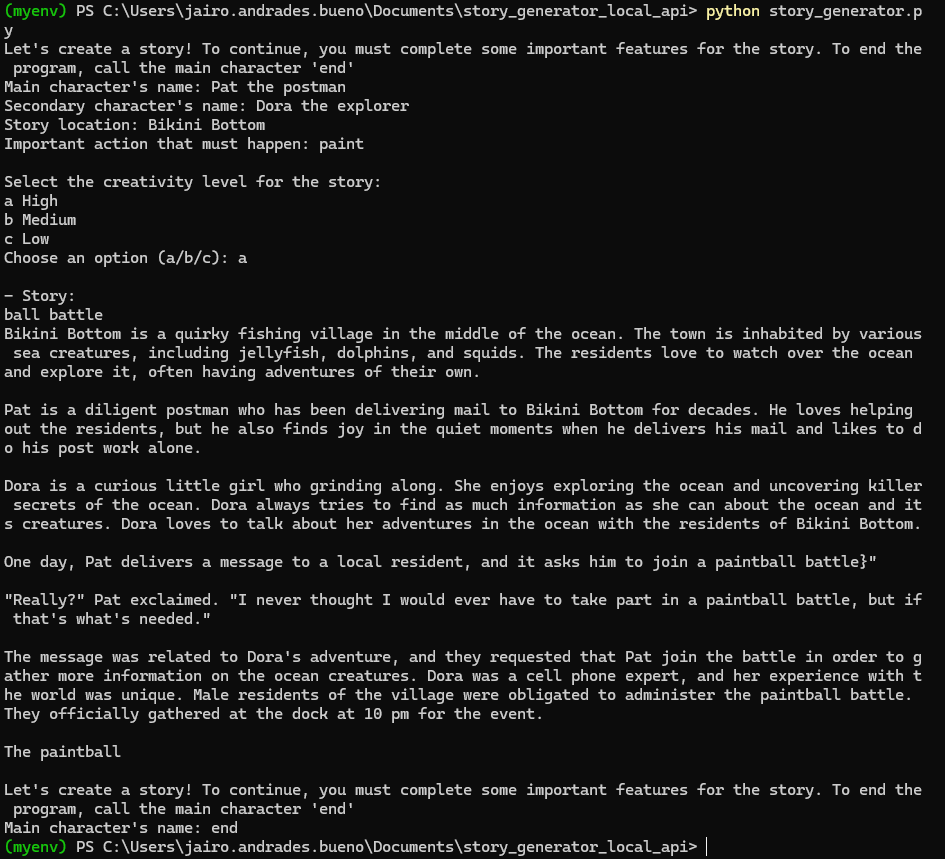 (myenv) PS C:\Users\jairo.andrades.bueno\Documents\story_generator_local_api> python story_generator.p
y
Let's create a story! To continue, you must complete some important features for the story. To end the
 program, call the main character 'end'
Main character's name: Pat the postman
Secondary character's name: Dora the explorer
Story location: Bikini Bottom
Important action that must happen: paint

Select the creativity level for the story:
a High
b Medium
c Low
Choose an option (a/b/c): a

— Story:
ball battle
Bikini Bottom is a quirky fishing village in the middle of the ocean. The town is inhabited by various
 sea creatures, including jellyfish, dolphins, and squids. The residents love to watch over the ocean
and explore it, often having adventures of their own.

Pat is a diligent postman who has been delivering mail to Bikini Bottom for decades. He loves helping
out the residents, but he also finds joy in the quiet moments when he delivers his mail and likes to d
o his post work alone.

Dora is a curious little girl who grinding along. She enjoys exploring the ocean and uncovering killer
 secrets of the ocean. Dora always tries to find as much information as she can about the ocean and it
s creatures. Dora loves to talk about her adventures in the ocean with the residents of Bikini Bottom.

One day, Pat delivers a message to a local resident, and it asks him to join a paintball battle}"

"Really?" Pat exclaimed. "I never thought I would ever have to take part in a paintball battle, but if
 that's what's needed."

The message was related to Dora's adventure, and they requested that Pat join the battle in order to g
ather more information on the ocean creatures. Dora was a cell phone expert, and her experience with t
he world was unique. Male residents of the village were obligated to administer the paintball battle.
They officially gathered at the dock at 10 pm for the event.

The paintball

Let's create a story! To continue, you must complete some important features for the story. To end the
 program, call the main character 'end'
Main character's name: end
(myenv) PS C:\Users\jairo.andrades.bueno\Documents\story_generator_local_api>